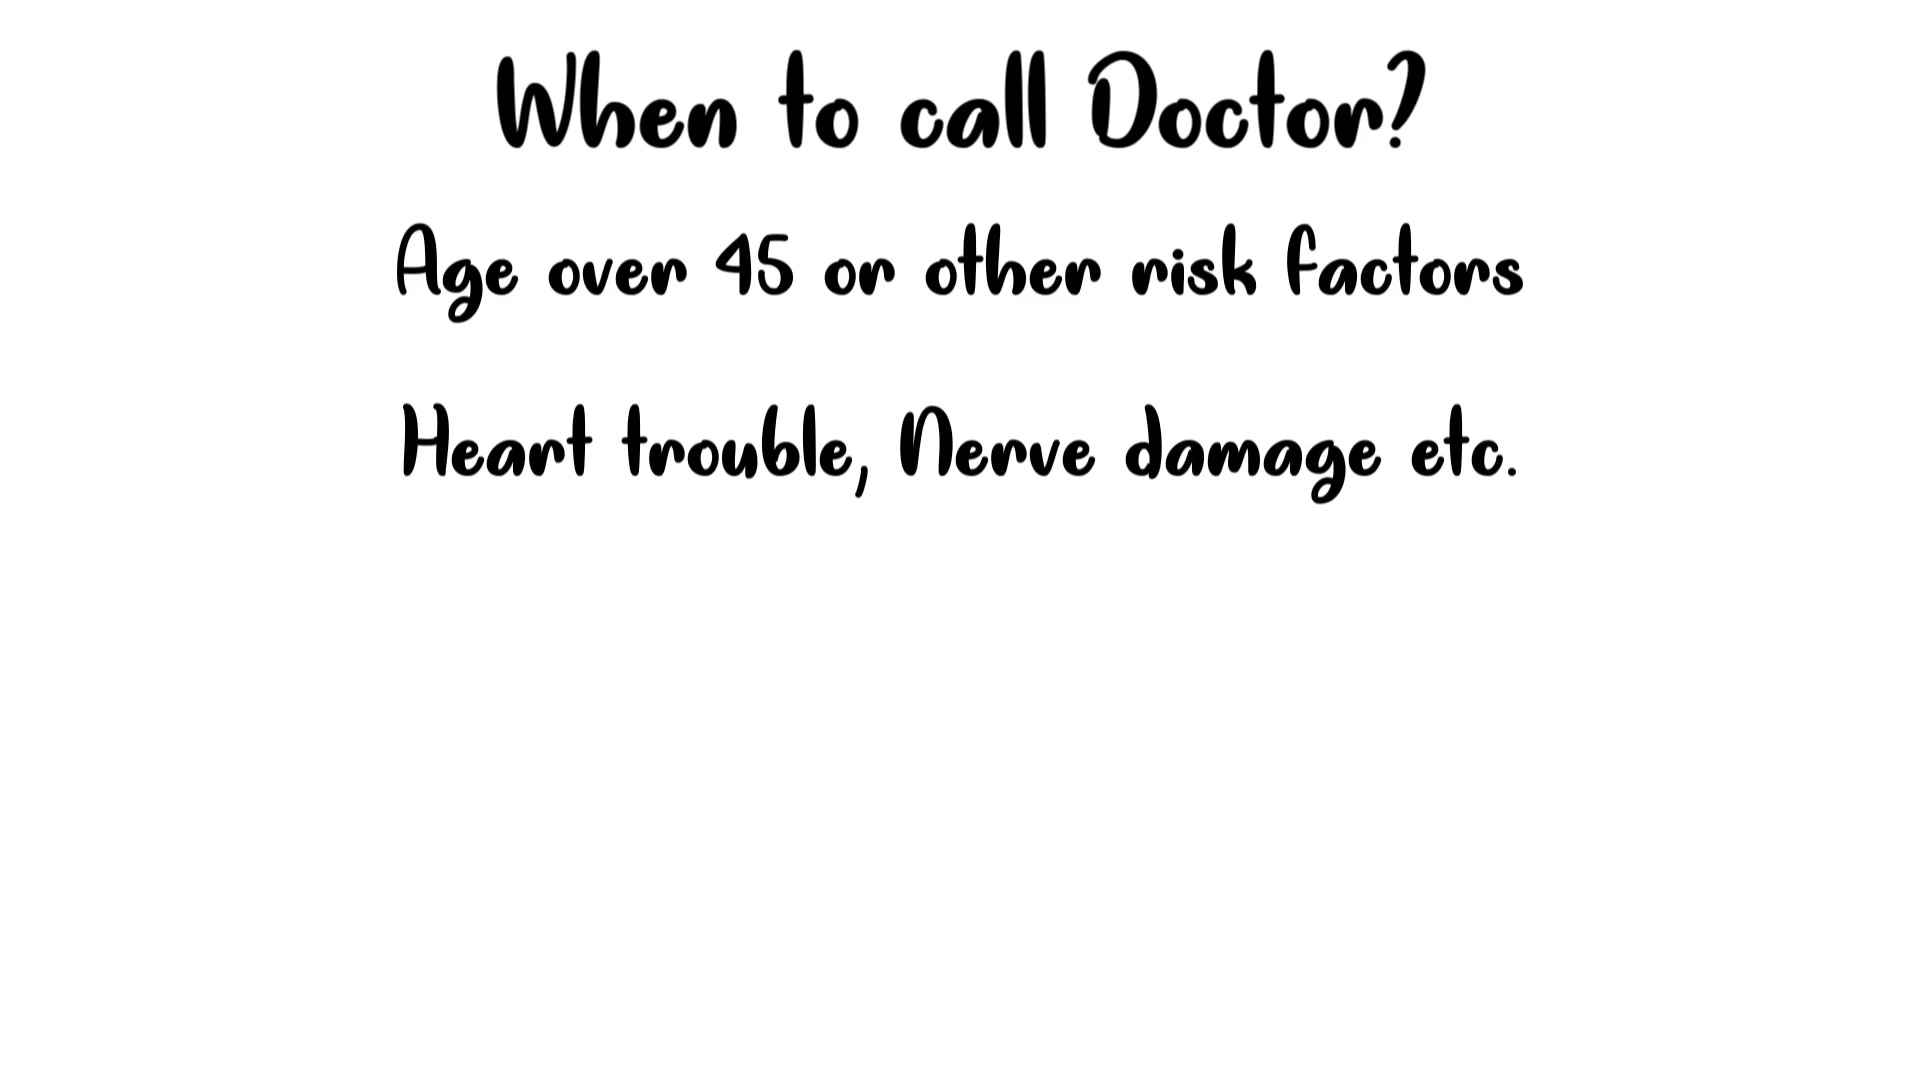 When to call Doctor?
Age over 45 or other risk factors
Heart trouble, Nerve damage etc.